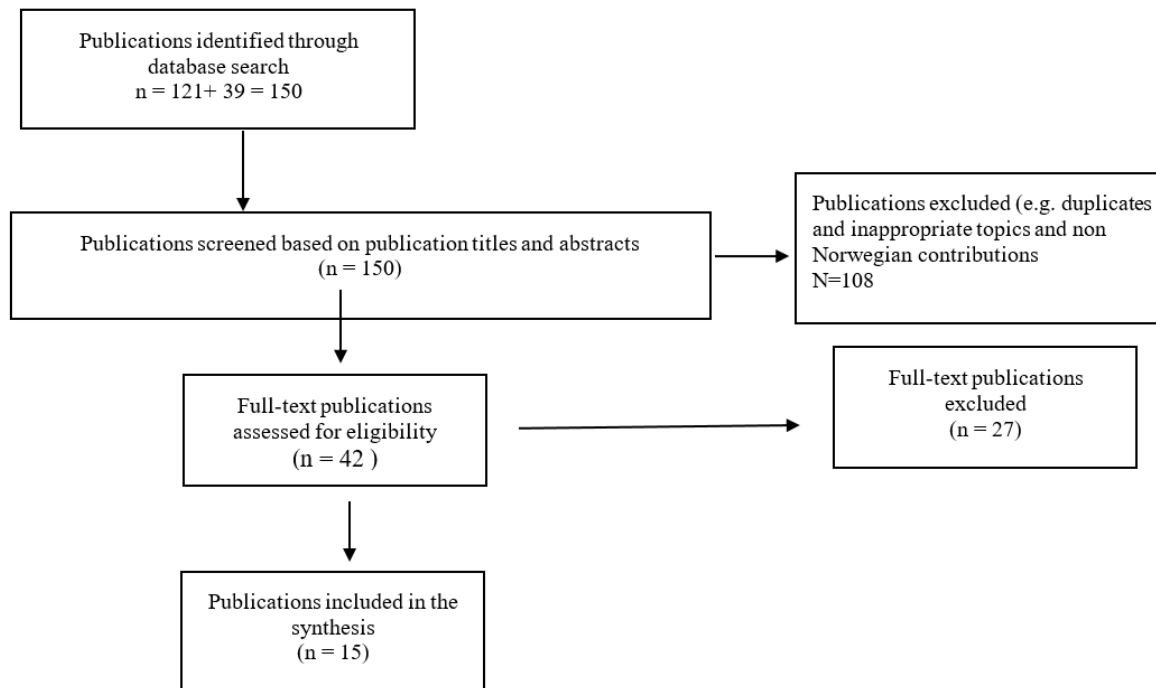 Publications identified through
database search
n = 121+ 39 = 150
Publications screened based on publication titles and abstracts
(n = 150)
Publications excluded (e.g. duplicates
and inappropriate topics and non
Norwegian contributions
N=108
Full-text publications
assessed for eligibility
(n = 42 )
Full-text publications
excluded
(n = 27)
Publications included in the
synthesis
(n = 15)